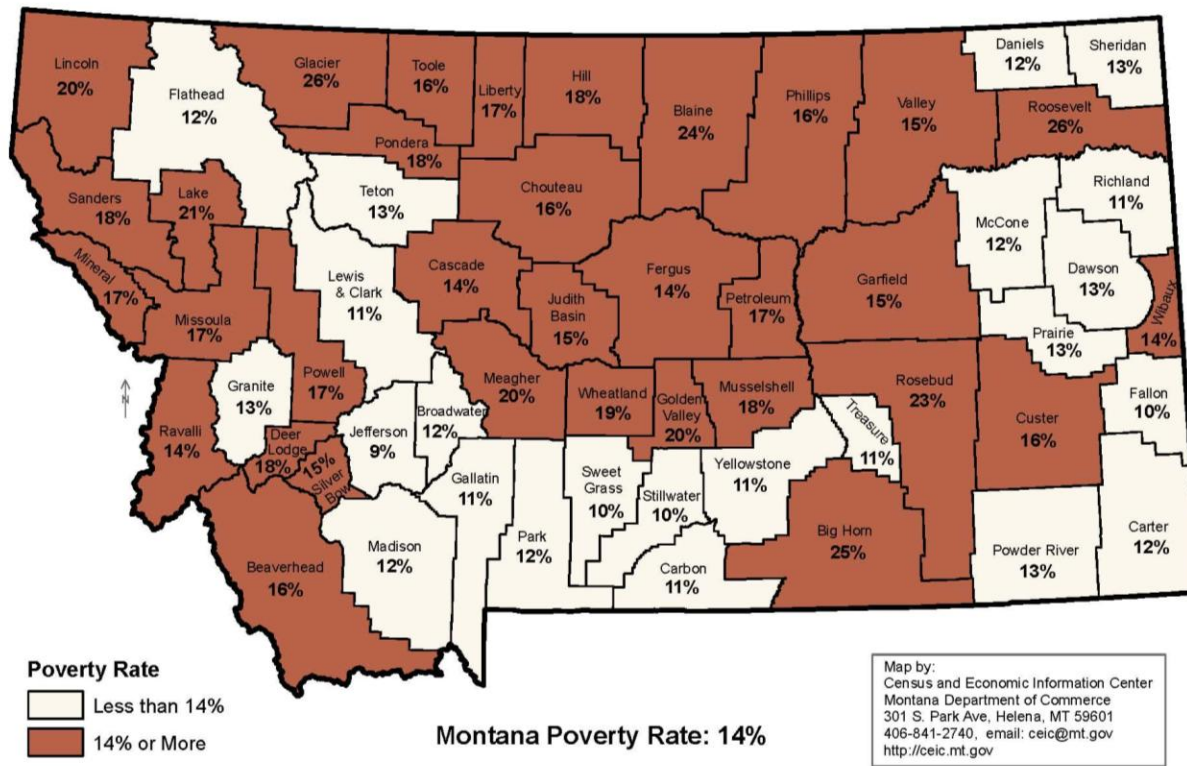 Lincoln
20%
Flathead
12%
Glacier
26%
Toole
16%
Liberty
17%
Hill
18%
Blaine
24%
Phillips
16%
Valley
15%
Daniels
12%
Sheridan
13%
Roosevelt
26%
Pondera
18%
Teton
13%
Chouteau
16%
Richland
11%
McCone
12%
Dawson
13%
Sanders
18%
Lake
21%
Mineral
17%
Missoula
17%
Lewis
& Clark
11%
Cascade
14%
Judith
Basin
15%
Fergus
14%
Petroleum
17%
Garfield
15%
Prairie
13%
Wibaux
14%
Ravalli
14%
Granite
13%
Powell
17%
Deer
Lodge
18%
15%
Silver
Bow
Jefferson
9%
Broadwater
12%
Meagher
20%
Wheatland
19%
Golden
Valley
20%
Musselshell
18%
Rosebud
23%
Treasure
11%
Custer
16%
Fallon
10%
Beaverhead
16%
Madison
12%
Gallatin
11%
Park
12%
Sweet
Grass
10%
Stillwater
10%
Yellowstone
11%
Carbon
11%
Big Horn
25%
Powder River
13%
Carter
12%
N
Poverty Rate
Less than 14%
14% or More
Montana Poverty Rate: 14%
Map by:
Census and Economic Information Center
Montana Department of Commerce
301 S. Park Ave, Helena, MT 59601
406-841-2740, email: ceic@mt.gov
http://ceic.mt.gov